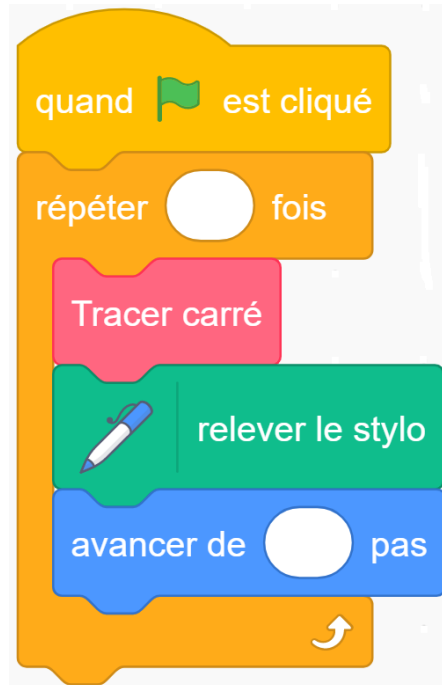 quand est cliqué
répéter fois
Tracer carré
relever le stylo
avancer de pas